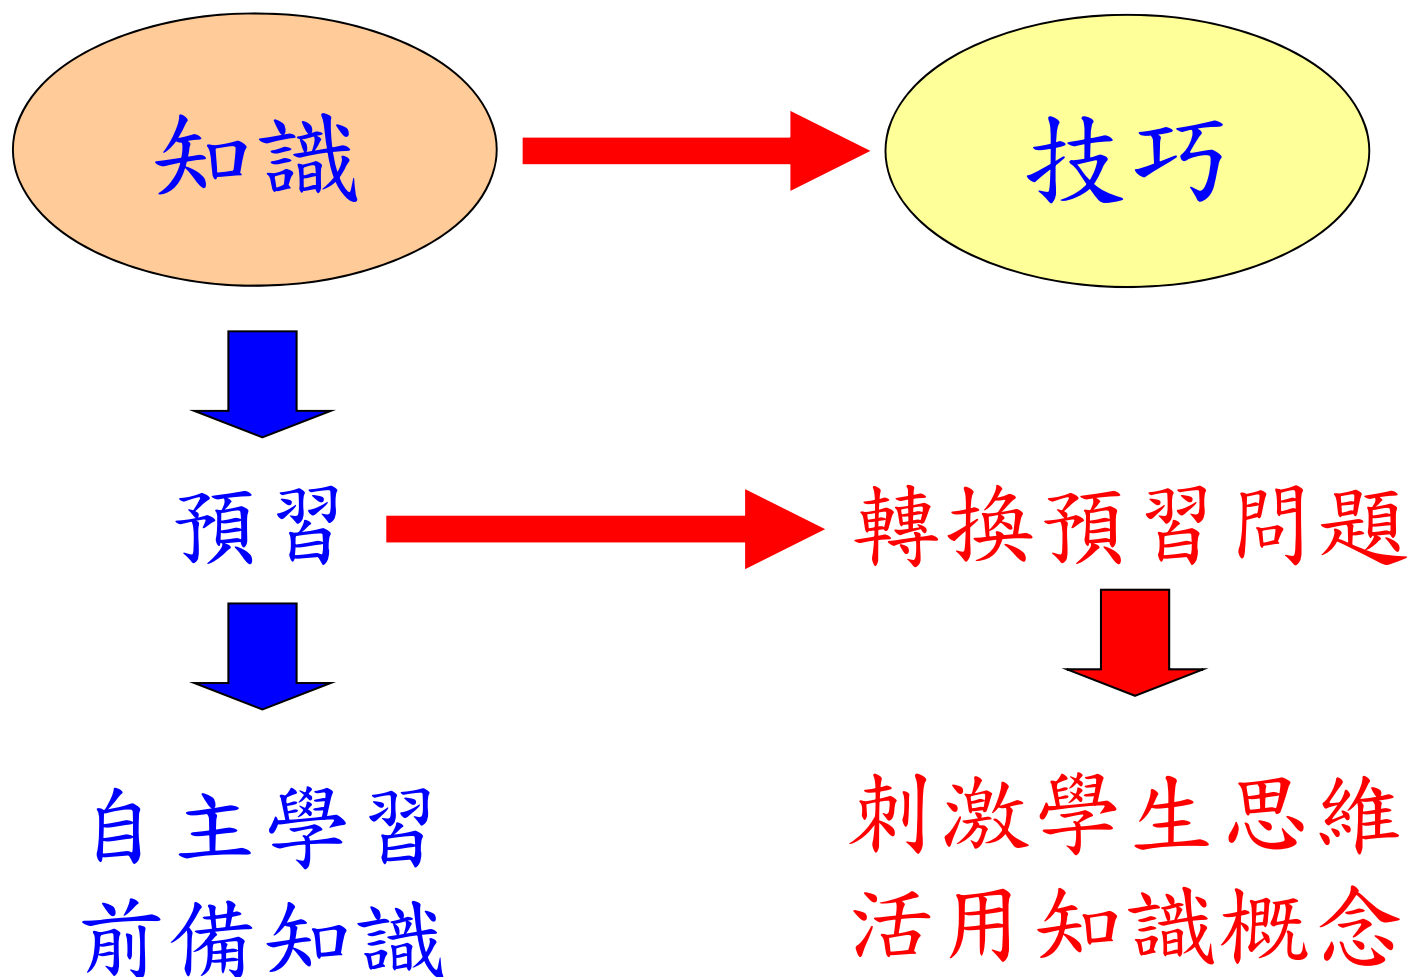 知識
技巧
預習
轉換預習問題
自主學習
前備知識
刺激學生思維
活用知識概念